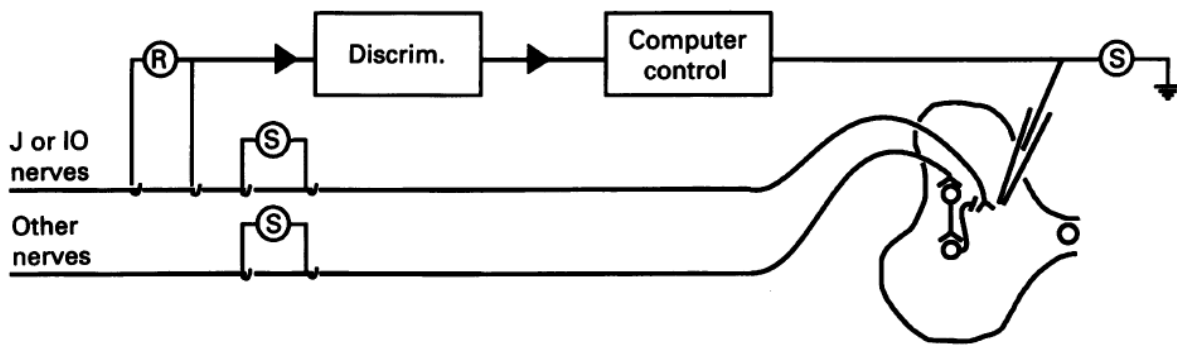 R
Discrim.
Computer
control
S
J or IO
nerves
S
Other
nerves
S